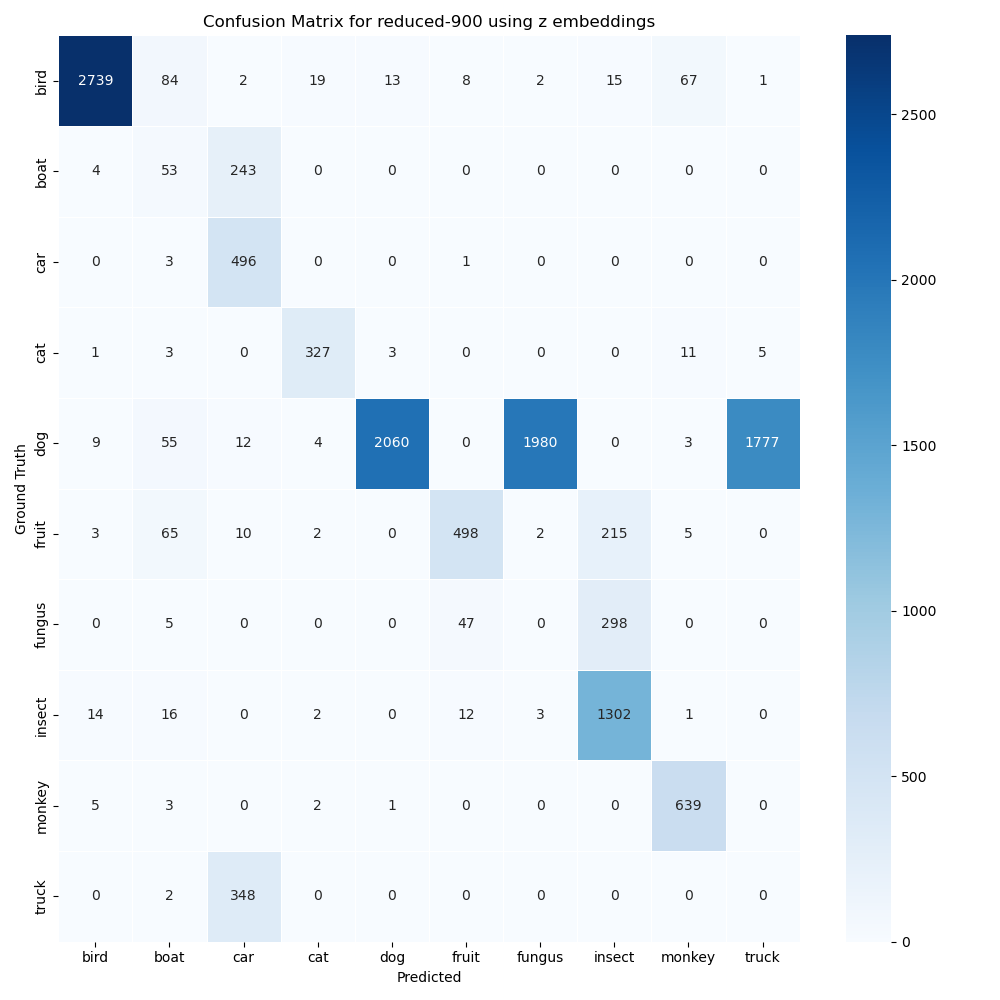 Confusion Matrix for reduced-900 using z embeddings
bird 2739 84 2 19 13 8 2 15 67 1
boat 4 53 243 0 0 0 0 0 0 0
car 0 3 496 0 0 1 0 0 0 0
cat 1 3 0 327 3 0 0 0 11 5
dog 9 55 12 4 2060 0 1980 0 3 1777
fruit 3 65 10 2 0 498 2 215 5 0
fungus 0 5 0 0 0 47 0 298 0 0
insect 14 16 0 2 0 12 3 1302 1 0
monkey 5 3 0 2 1 0 0 0 639 0
truck 0 2 348 0 0 0 0 0 0 0
bird boat car cat dog fruit fungus insect monkey truck
Predicted
Ground Truth
2500
2000
1500
1000
500
0